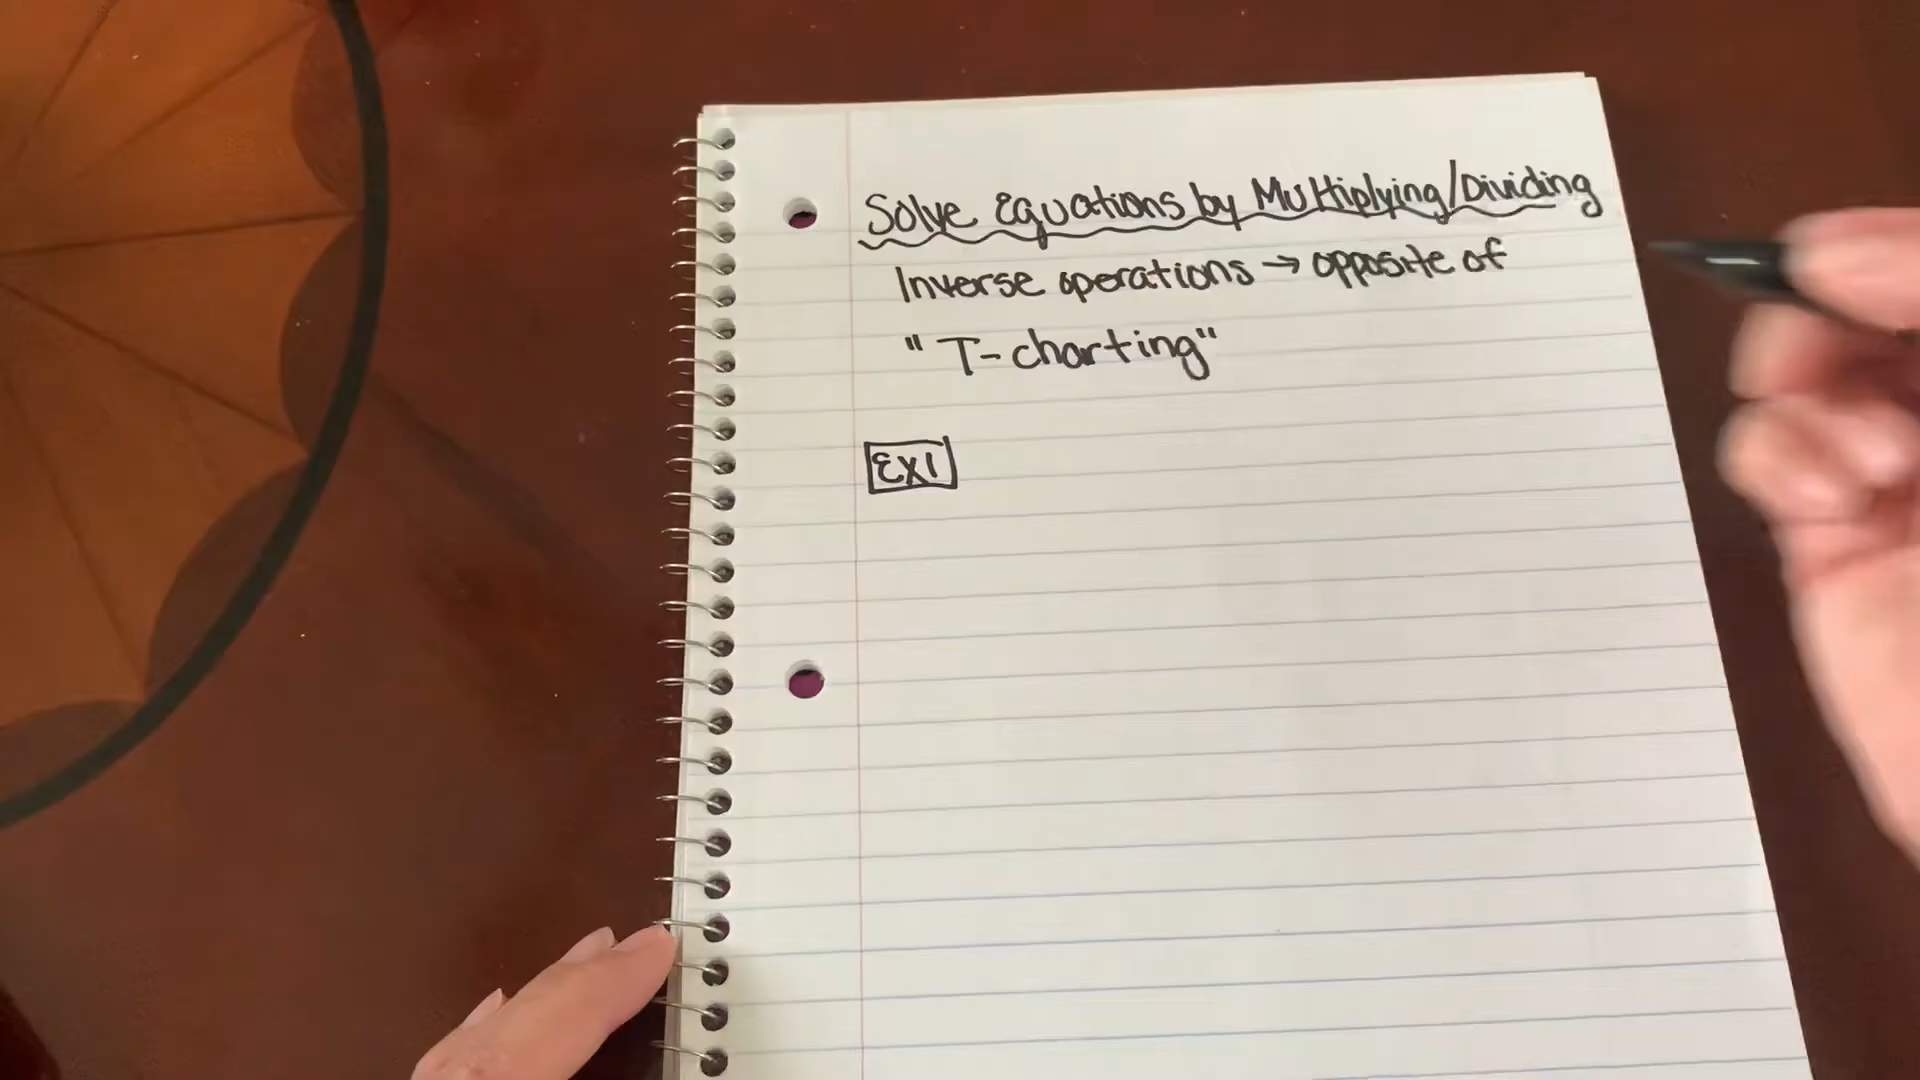 Solve Equations by Multiplying/Dividing
Inverse operations → opposite of
"T-charting"
EX1